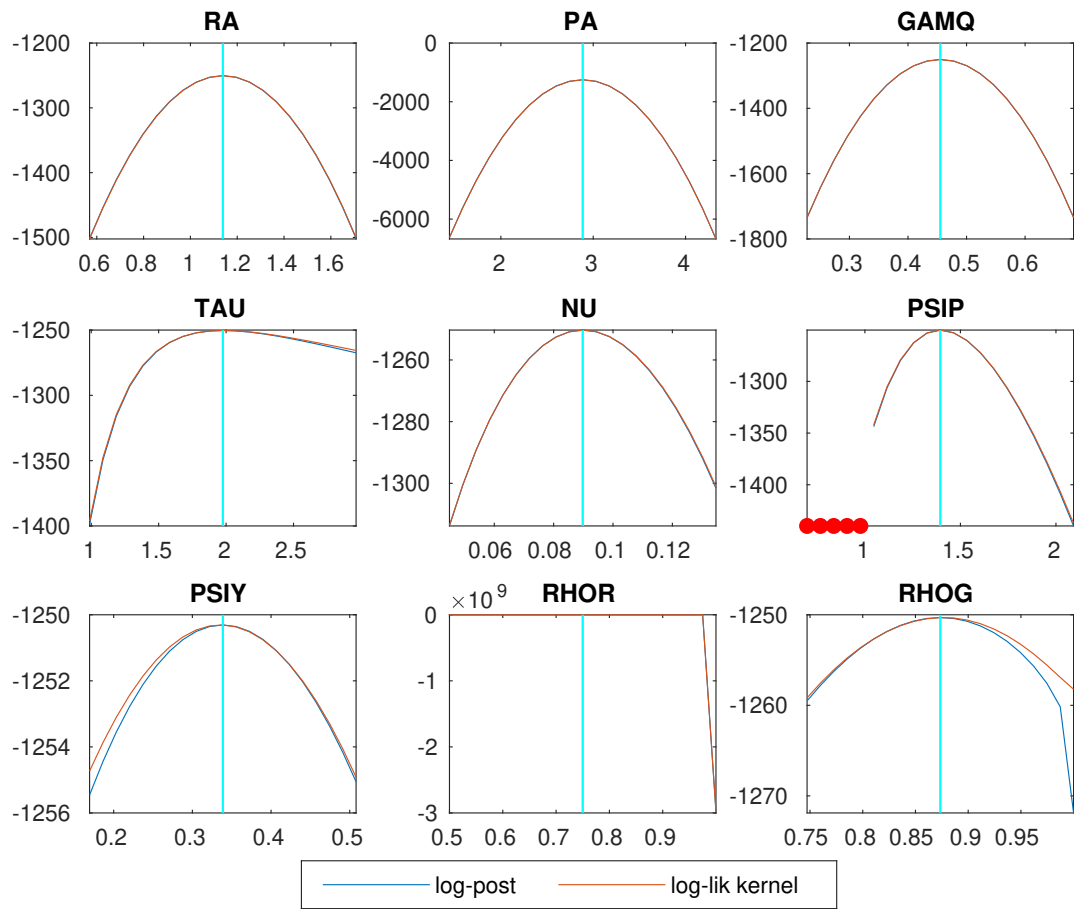 RA PA GAMQ
-1200 0 -1200
-1300 -2000 -1400
-1400 -4000 -1600
-1500 -6000 -1800
0.6 0.8 1 1.2 1.4 1.6 2 3 4 0.3 0.4 0.5 0.6
TAU NU PSIP
-1250 -1260 -1300
-1300 -1280 -1350
-1350 -1300 -1400
-1400
1 1.5 2 2.5 0.06 0.08 0.1 0.12 1 1.5 2
PSIY RHOR RHOG
-1250 0 ×10⁹ -1250
-1252 -1 -1260
-1254 -2 -1270
-1256 -3
0.2 0.3 0.4 0.5 0.5 0.6 0.7 0.8 0.9 0.75 0.8 0.85 0.9 0.95
log-post log-lik kernel